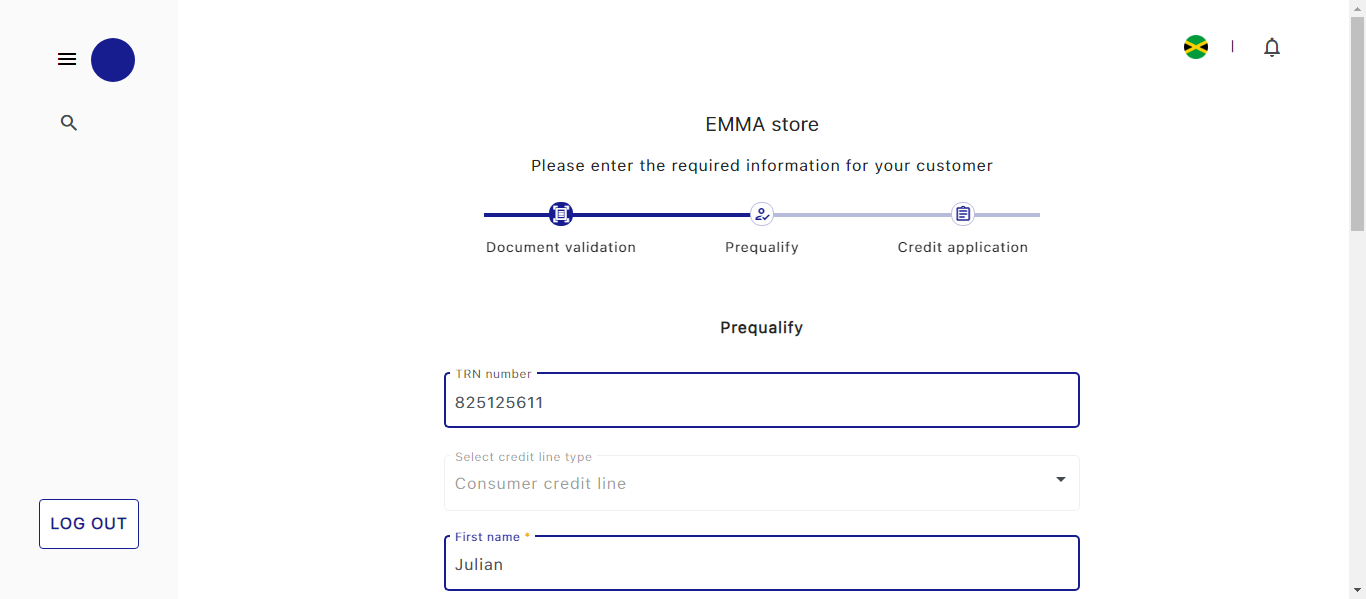 EMMA store
Please enter the required information for your customer
Document validation
Prequalify
Credit application
Prequalify
TRN number
825125611
Select credit line type
Consumer credit line
First name *
Julian
LOG OUT